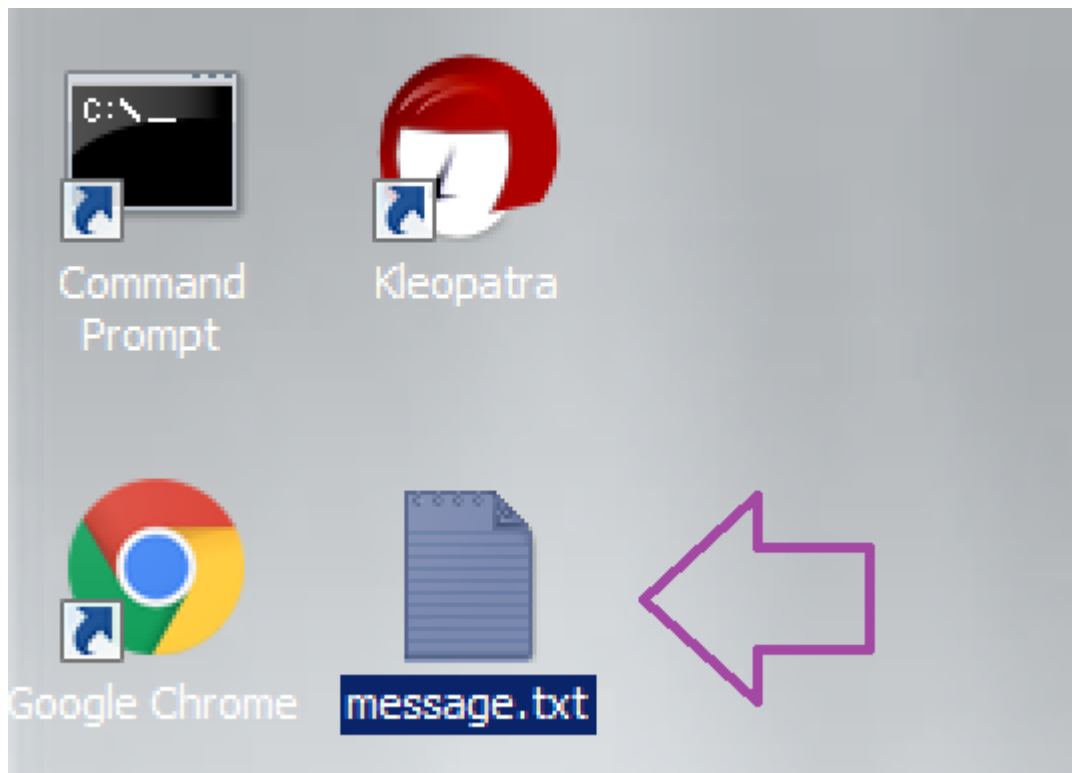 C:\_
Command
Prompt
Kleopatra
Google Chrome
message.txt